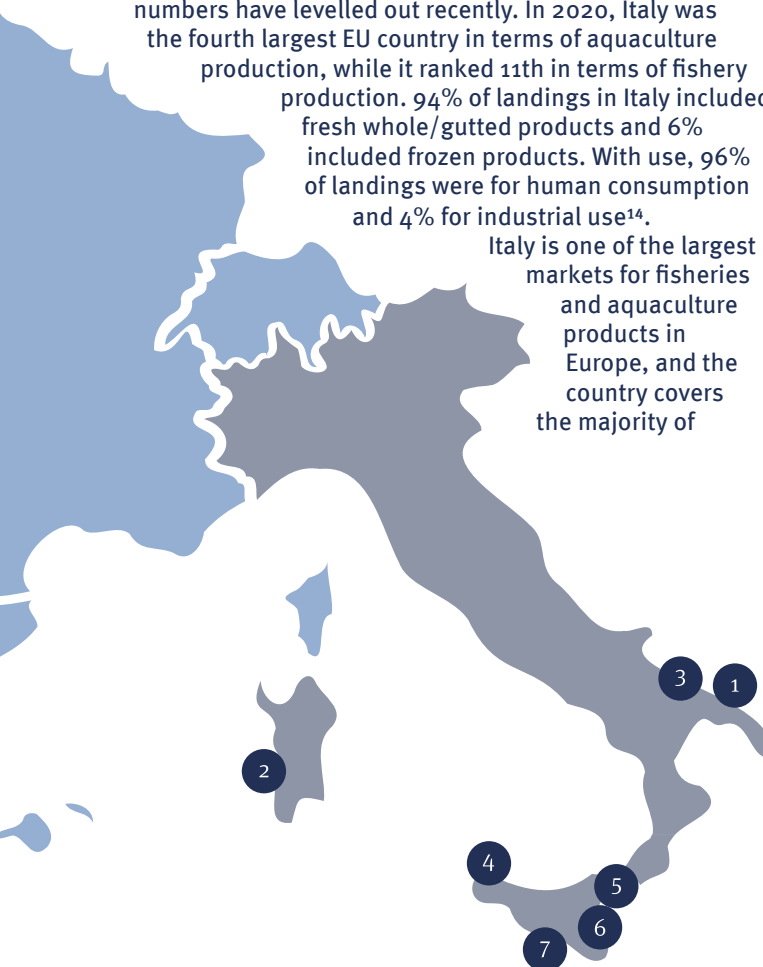 numbers have levelled out recently. In 2020, Italy was
the fourth largest EU country in terms of aquaculture
production, while it ranked 11th in terms of fishery
production. 94% of landings in Italy included
fresh whole/gutted products and 6%
included frozen products. With use, 96%
of landings were for human consumption
and 4% for industrial use¹⁴.
Italy is one of the largest
markets for fisheries
and aquaculture
products in
Europe, and the
country covers
the majority of
3
1
2
4
5
6
7